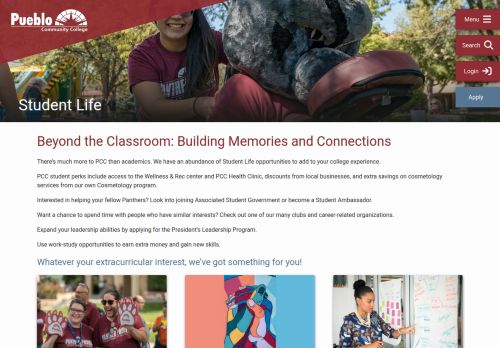 Pueblo
Community College
Menu
Search
Login
Apply
Student Life
Beyond the Classroom: Building Memories and Connections
There's much more to PCC than academics. We have an abundance of Student Life opportunities to add to your college experience.
PCC student perks include access to the Wellness & Rec center and PCC Health Clinic, discounts from local businesses, and extra savings on cosmetology
services from our own Cosmetology program.
Interested in helping your fellow Panthers? Look into joining Associated Student Government or become a Student Ambassador.
Want a chance to spend time with people who have similar interests? Check out one of our many clubs and career-related organizations.
Expand your leadership abilities by applying for the President's Leadership Program.
Use work-study opportunities to earn extra money and gain new skills.
Whatever your extracurricular interest, we've got something for you!